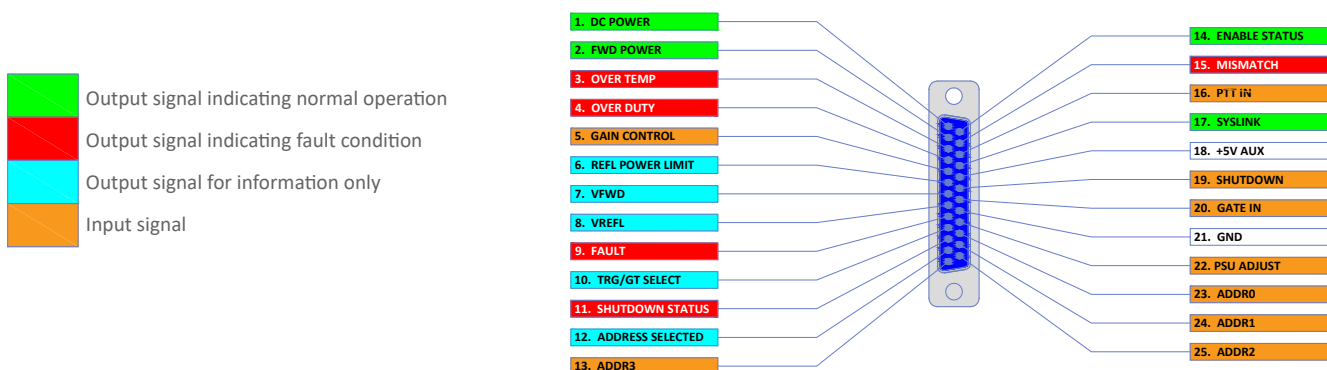 Output signal indicating normal operation
Output signal indicating fault condition
Output signal for information only
Input signal
1. DC POWER
2. FWD POWER
3. OVER TEMP
4. OVER DUTY
5. GAIN CONTROL
6. REFL POWER LIMIT
7. VFWD
8. VREFL
9. FAULT
10. TRG/GT SELECT
11. SHUTDOWN STATUS
12. ADDRESS SELECTED
13. ADDR3
14. ENABLE STATUS
15. MISMATCH
16. PTT IN
17. SYSLINK
18. +5V AUX
19. SHUTDOWN
20. GATE IN
21. GND
22. PSU ADJUST
23. ADDR0
24. ADDR1
25. ADDR2